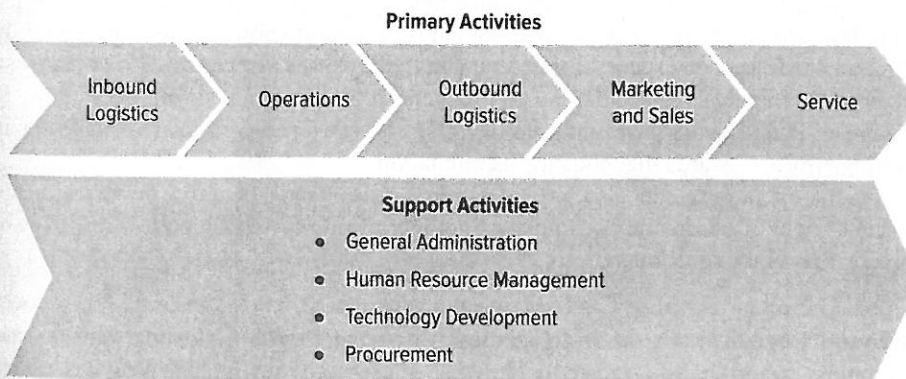 Primary Activities
Inbound
Logistics
Operations
Outbound
Logistics
Marketing
and Sales
Service
Support Activities
• General Administration
• Human Resource Management
• Technology Development
• Procurement